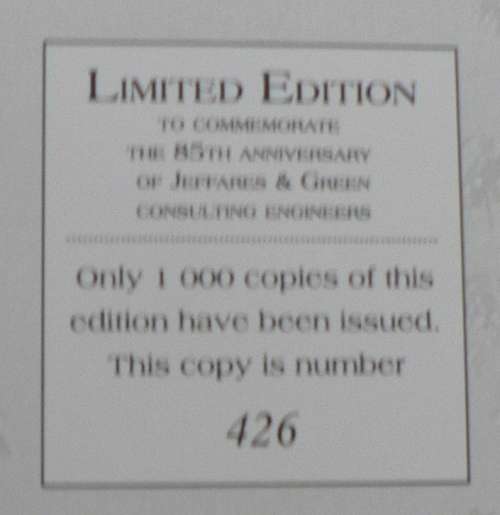 LIMITED EDITION
TO COMMEMORATE
THE 85TH ANNIVERSARY
OF JEFFARES & GREEN
CONSULTING ENGINEERS
Only 1 000 copies of this
edition have been issued.
This copy is number
426